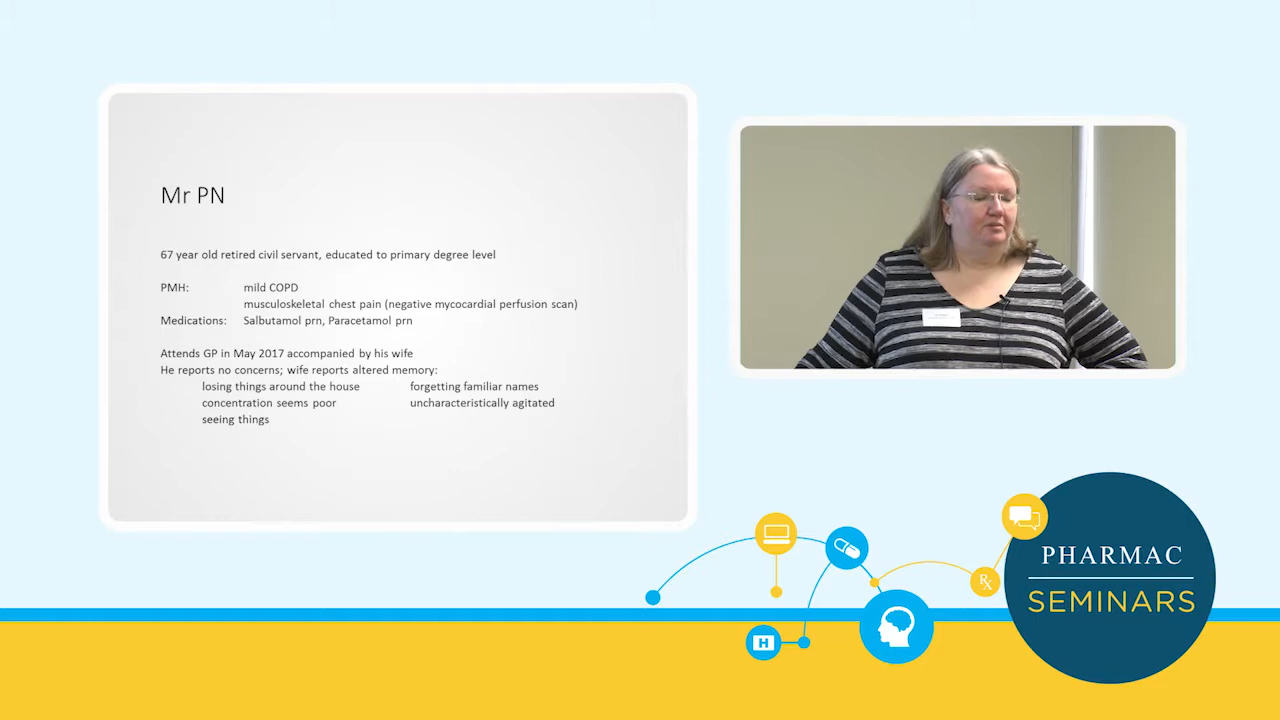 Mr PN
67 year old retired civil servant, educated to primary degree level
PMH: mild COPD
musculoskeletal chest pain (negative mycocardial perfusion scan)
Medications: Salbutamol prn, Paracetamol prn
Attends GP in May 2017 accompanied by his wife
He reports no concerns; wife reports altered memory:
losing things around the house forgetting familiar names
concentration seems poor uncharacteristically agitated
seeing things
H
Rx
PHARMAC
SEMINARS